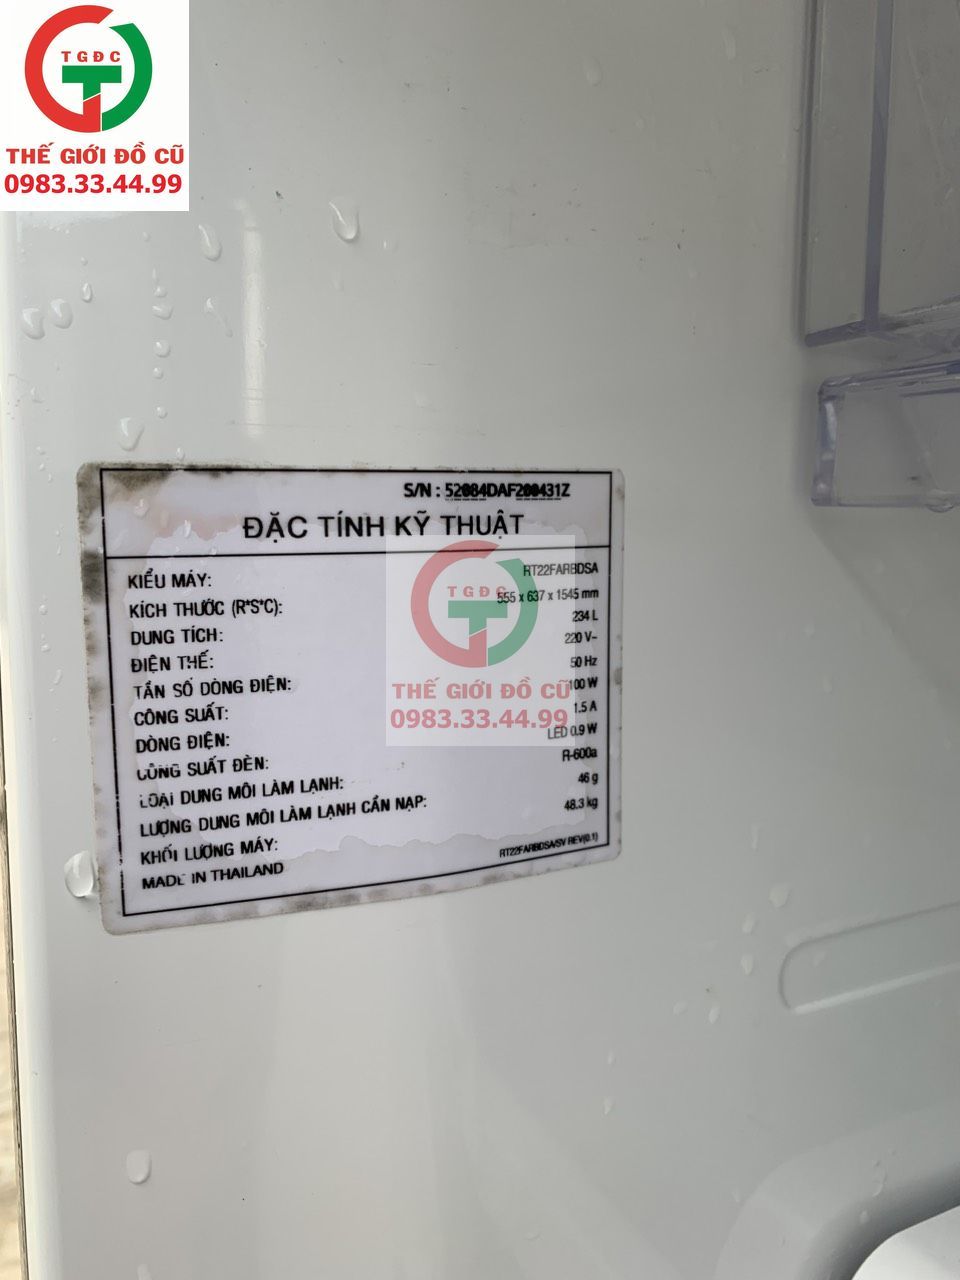 TGĐC
THẾ GIỚI ĐỒ CŨ
0983.33.44.99
S/N : 52084DAF200431Z
ĐẶC TÍNH KỸ THUẬT
KIỂU MÁY: RT22FARBDSA
KÍCH THƯỚC (R*S*C): 555 x 637 x 1545 mm
DUNG TÍCH: 234 L
ĐIỆN THẾ: 220 V~
TẦN SỐ DÒNG ĐIỆN: 50 Hz
CÔNG SUẤT: 100 W
DÒNG ĐIỆN: 1.5 A
CÔNG SUẤT ĐÈN: LED 0.9 W
LOẠI DUNG MÔI LÀM LẠNH: R-600a
LƯỢNG DUNG MÔI LÀM LẠNH CẦN NẠP: 46 g
KHỐI LƯỢNG MÁY: 48.3 kg
MADE IN THAILAND RT22FARBDSA/SV REV(0.1)
TGĐC
THẾ GIỚI ĐỒ CŨ
0983.33.44.99